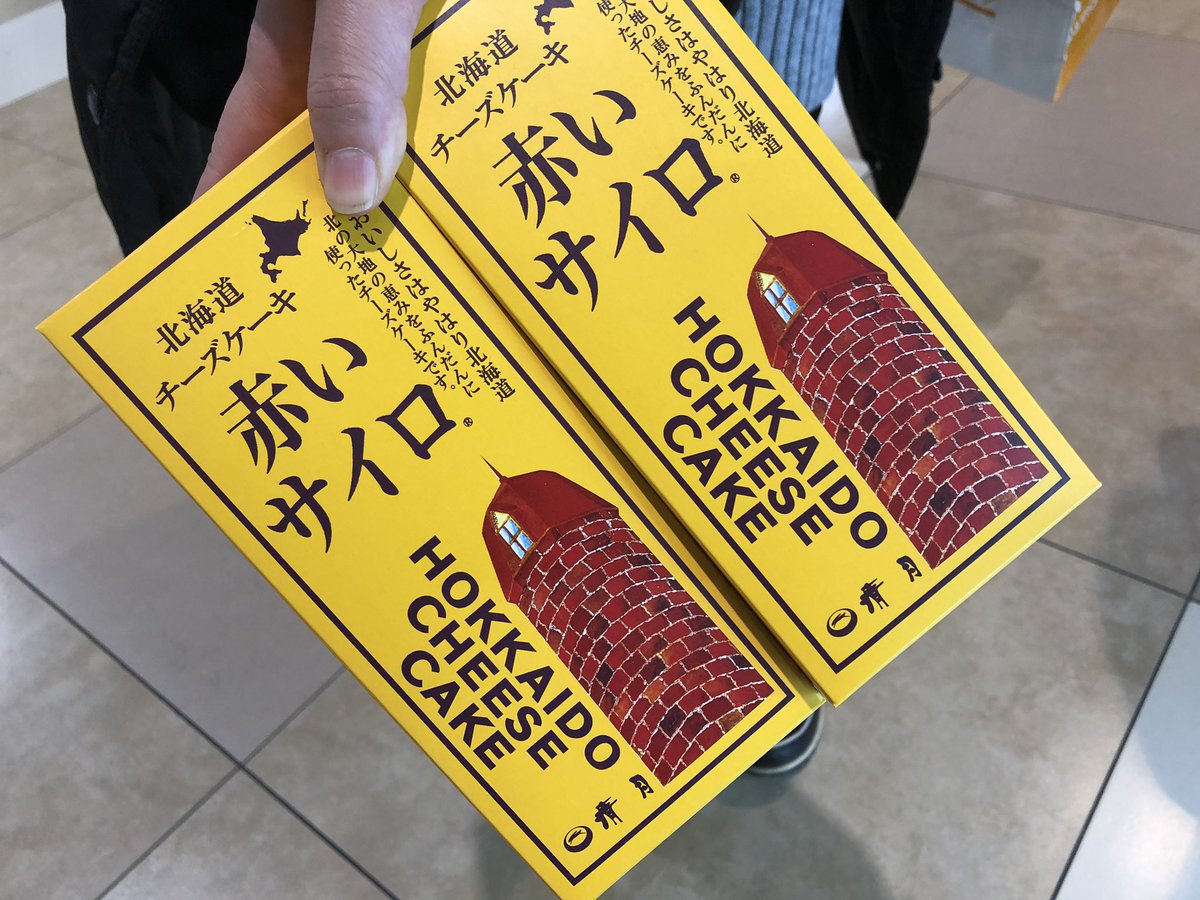 北海道
チーズケーキ
赤い
サイロ®
おいしさはやはり北海道
北の大地の恵みをふんだんに
使ったチーズケーキです。
HOKKAIDO
CHEESE
CAKE
清月
北海道
チーズケーキ
赤い
サイロ®
しさはやはり北海道
大地の恵みをふんだんに
使ったチーズケーキです。
HOKKAIDO
CHEESE
CAKE
清月